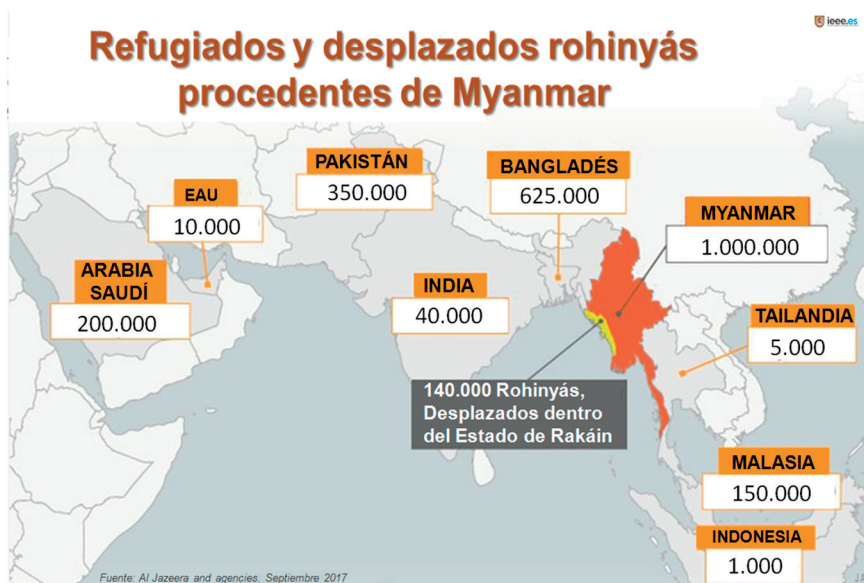 ieee.es
Refugiados y desplazados rohinyás
procedentes de Myanmar
PAKISTÁN
350.000
BANGLADÉS
625.000
EAU
10.000
MYANMAR
1.000.000
ARABIA
SAUDÍ
200.000
INDIA
40.000
TAILANDIA
5.000
140.000 Rohinyás,
Desplazados dentro
del Estado de Rakáin
MALASIA
150.000
INDONESIA
1.000
Fuente: Al Jazeera and agencies. Septiembre 2017